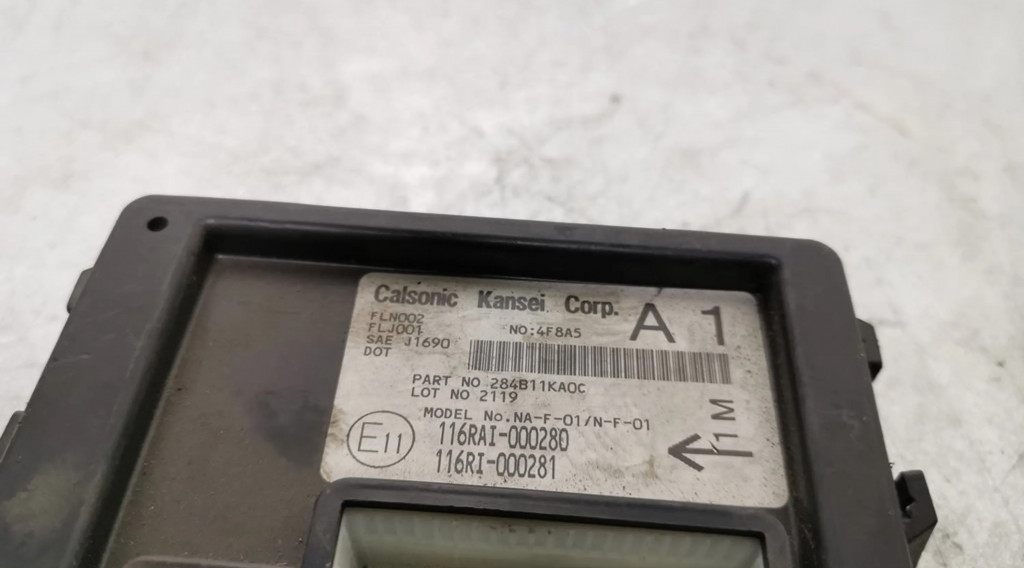 Calsonic Kansei Corp. A 1
FLN002
FLJ001
NO:4F8A5
SAE J1690
DOT
PART NO 284B11KA0C
LOT NO 2119
MODEL No.NA-F-01/N-F-01
E11
116RAI-000280
116RI-000281
1M